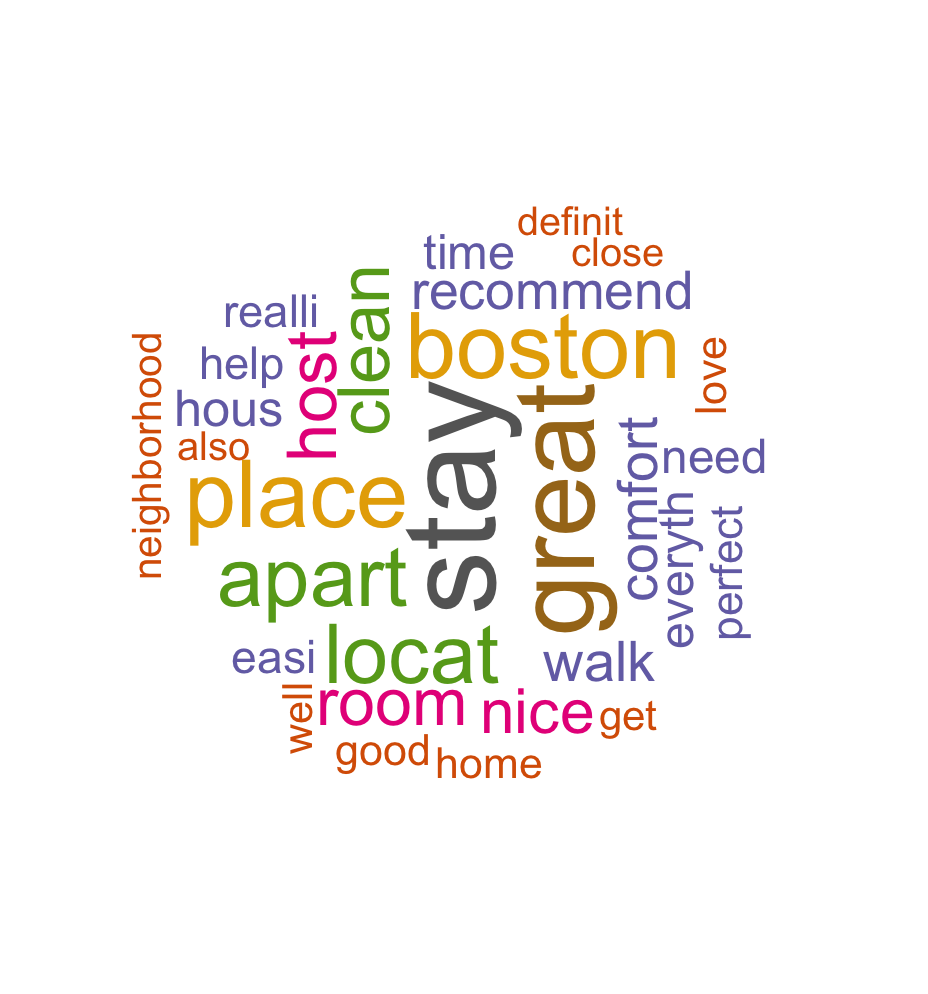 definit
time
close
recommend
realli
clean
boston
host
help
love
neighborhood
hous
stay
great
also
comfort
need
place
everyth
perfect
apart
locat
easi
walk
well
room
nice
get
good
home